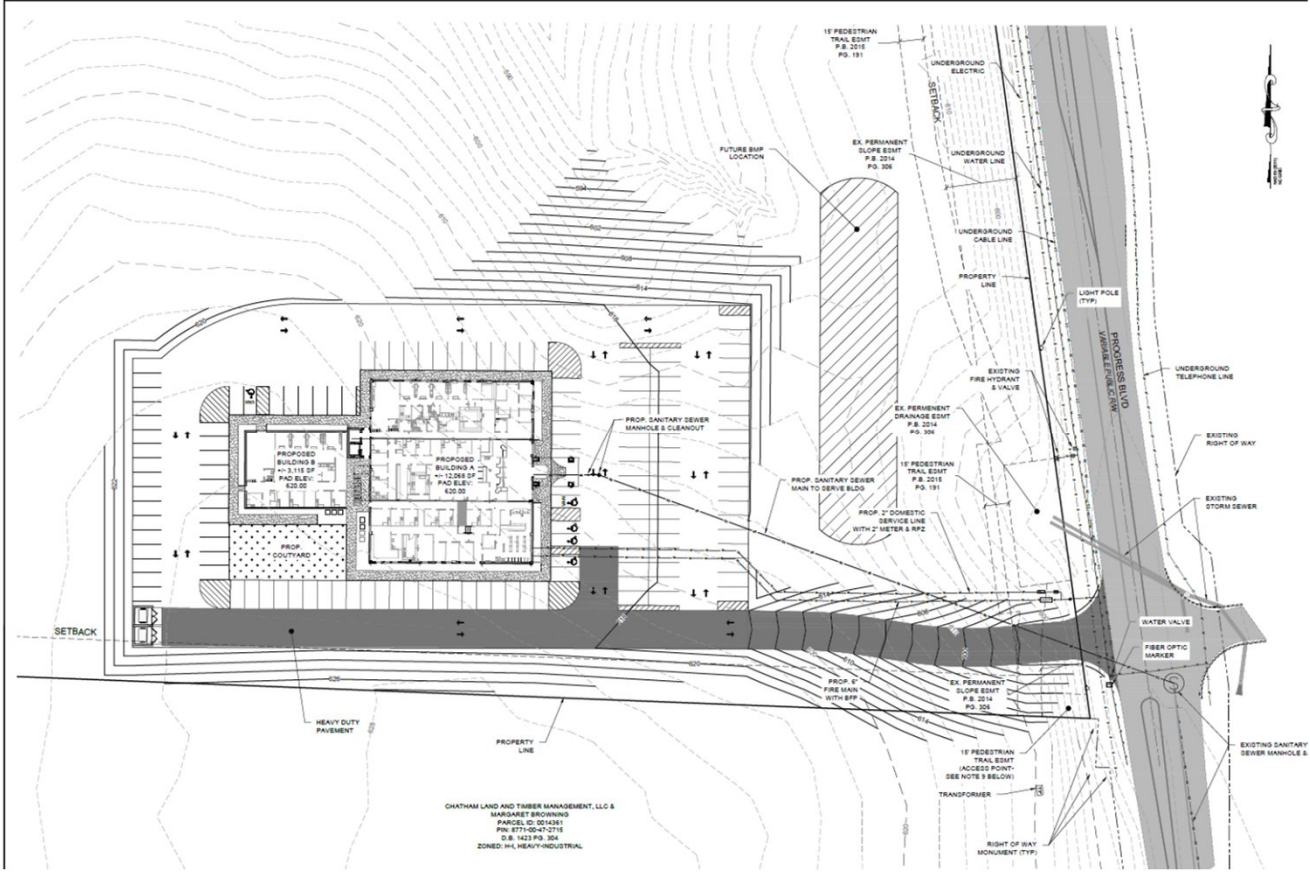 15' PEDESTRIAN
TRAIL ESMT
P.B. 2015
PG. 191
UNDERGROUND
ELECTRIC
SETBACK
FUTURE BMP
LOCATION
EX. PERMANENT
SLOPE ESMT
P.B. 2014
PG. 306
UNDERGROUND
WATER LINE
UNDERGROUND
CABLE LINE
PROPERTY
LINE
LIGHT POLE
(TYP)
PROGRESS BLVD
VARIABLE PUBLIC R/W
UNDERGROUND
TELEPHONE LINE
EXISTING
FIRE HYDRANT
& VALVE
EX. PERMENENT
DRAINAGE ESMT
P.B. 2014
PG. 306
EXISTING
RIGHT OF WAY
15' PEDESTRIAN
TRAIL ESMT
P.B. 2015
PG. 191
EXISTING
STORM SEWER
PROP. SANITARY SEWER
MANHOLE & CLEANOUT
PROPOSED
BUILDING B
+/- 3,115 SF
PAD ELEV:
620.00
PROPOSED
BUILDING A
+/- 12,068 SF
PAD ELEV:
620.00
PROP. SANITARY SEWER
MAIN TO SERVE BLDG
PROP. 2" DOMESTIC
SERVICE LINE
WITH 2" METER & RPZ
PROP.
COUTYARD
SETBACK
WATER VALVE
FIBER OPTIC
MARKER
PROP. 6"
FIRE MAIN
WITH BFP
EX. PERMANENT
SLOPE ESMT
P.B. 2014
PG. 306
HEAVY DUTY
PAVEMENT
PROPERTY
LINE
15' PEDESTRIAN
TRAIL ESMT
(ACCESS POINT-
SEE NOTE 9 BELOW)
EXISTING SANITARY
SEWER MANHOLE &
TRANSFORMER
RIGHT OF WAY
MONUMENT (TYP)
CHATHAM LAND AND TIMBER MANAGEMENT, LLC &
MARGARET BROWNING
PARCEL ID: 0014361
PIN: 8771-00-47-2715
D.B. 1423 PG. 304
ZONED: H-I, HEAVY-INDUSTRIAL